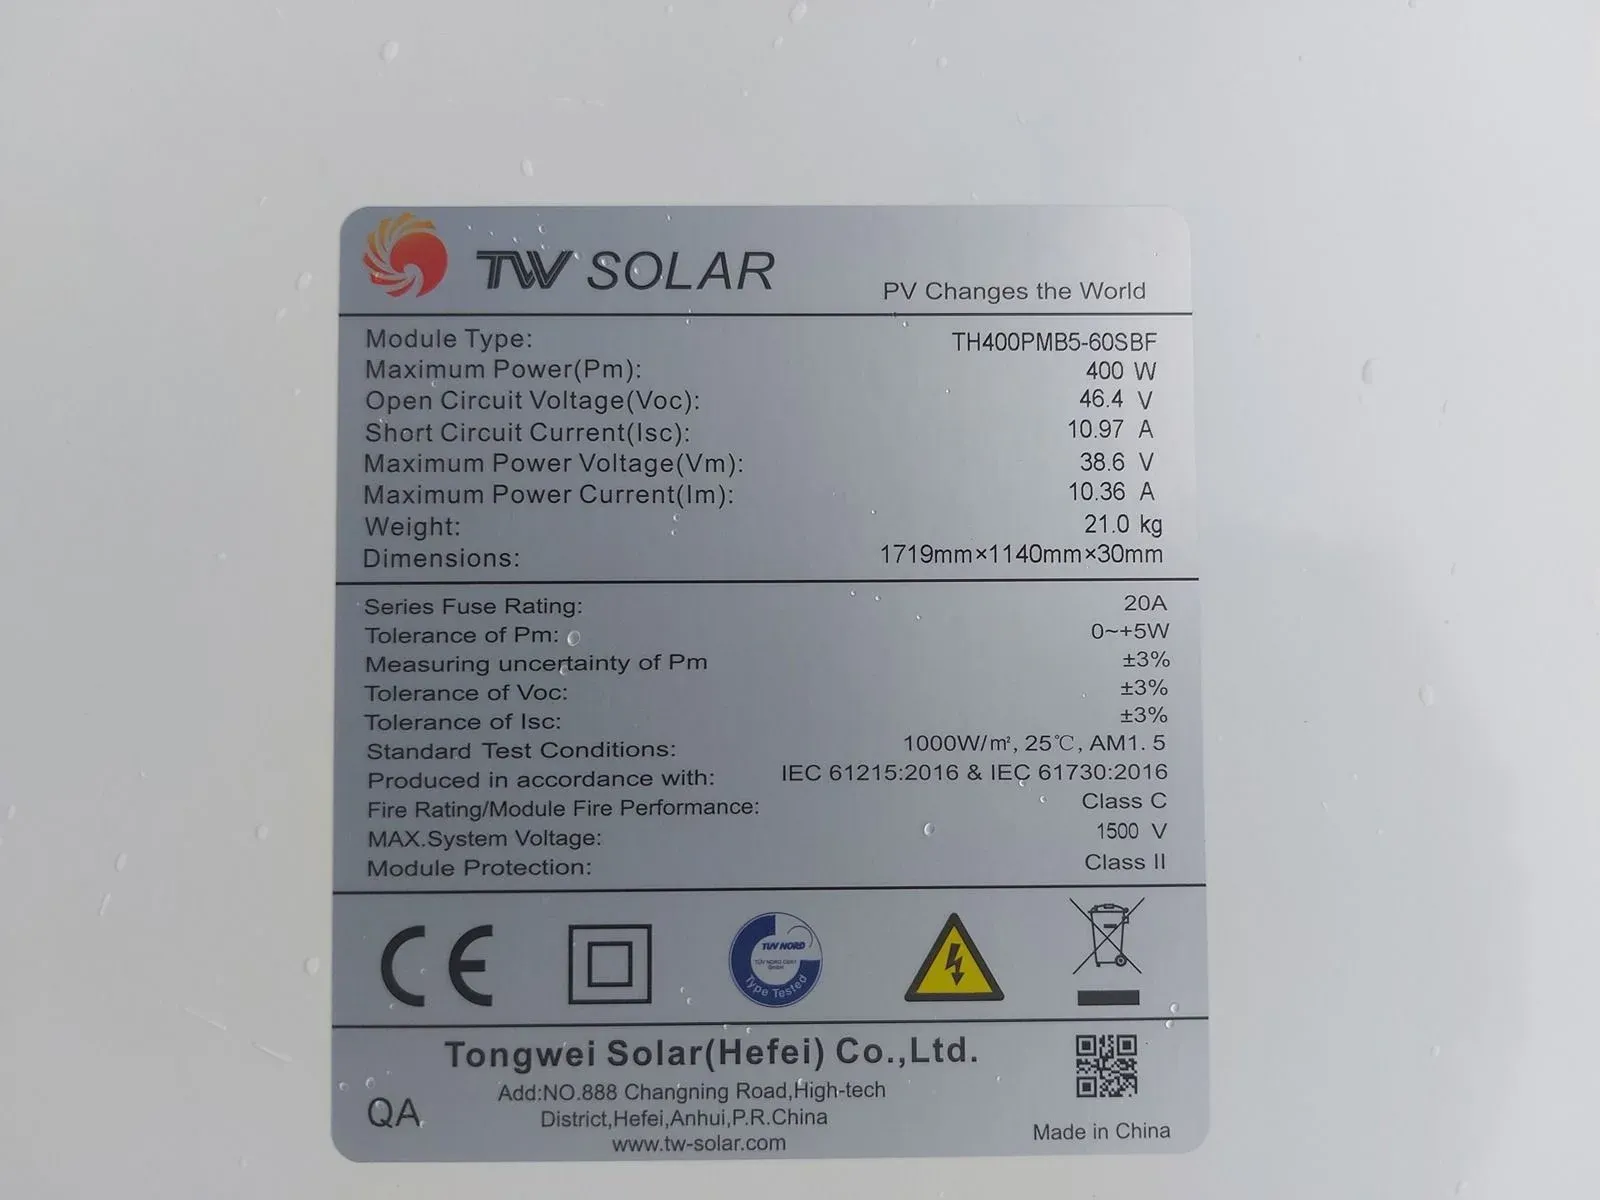 TW SOLAR
PV Changes the World
Module Type: TH400PMB5-60SBF
Maximum Power(Pm): 400 W
Open Circuit Voltage(Voc): 46.4 V
Short Circuit Current(Isc): 10.97 A
Maximum Power Voltage(Vm): 38.6 V
Maximum Power Current(Im): 10.36 A
Weight: 21.0 kg
Dimensions: 1719mm×1140mm×30mm
Series Fuse Rating: 20A
Tolerance of Pm: 0~+5W
Measuring uncertainty of Pm ±3%
Tolerance of Voc: ±3%
Tolerance of Isc: ±3%
Standard Test Conditions: 1000W/㎡, 25℃, AM1. 5
Produced in accordance with: IEC 61215:2016 & IEC 61730:2016
Fire Rating/Module Fire Performance: Class C
MAX.System Voltage: 1500 V
Module Protection: Class II
CE
TÜV NORD
TÜV NORD CERT
GmbH
Type Tested
Tongwei Solar(Hefei) Co.,Ltd.
Add:NO.888 Changning Road,High-tech
District,Hefei,Anhui,P.R.China
www.tw-solar.com
QA
Made in China